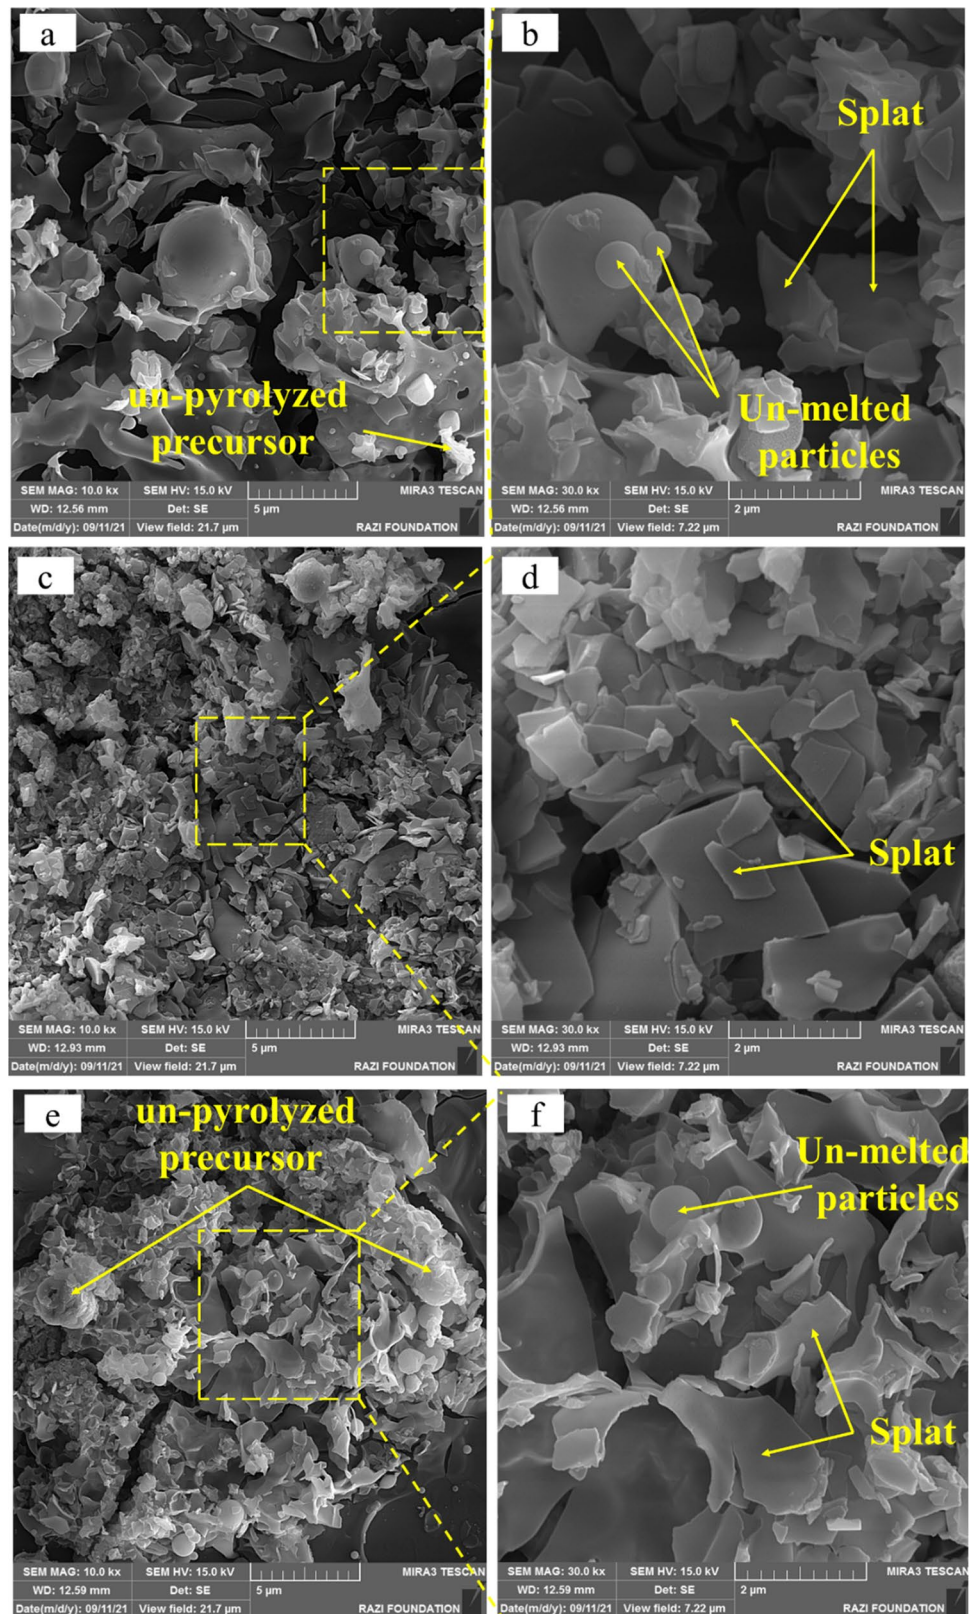 a
un-pyrolyzed
precursor
SEM MAG: 10.0 kx SEM HV: 15.0 kV MIRA3 TESCAN
WD: 12.56 mm Det: SE 5 µm
Date(m/d/y): 09/11/21 View field: 21.7 µm RAZI FOUNDATION
b
Splat
Un-melted
particles
SEM MAG: 30.0 kx SEM HV: 15.0 kV MIRA3 TESCAN
WD: 12.56 mm Det: SE 2 µm
Date(m/d/y): 09/11/21 View field: 7.22 µm RAZI FOUNDATION
c
SEM MAG: 10.0 kx SEM HV: 15.0 kV MIRA3 TESCAN
WD: 12.93 mm Det: SE 5 µm
Date(m/d/y): 09/11/21 View field: 21.7 µm RAZI FOUNDATION
d
Splat
SEM MAG: 30.0 kx SEM HV: 15.0 kV MIRA3 TESCAN
WD: 12.93 mm Det: SE 2 µm
Date(m/d/y): 09/11/21 View field: 7.22 µm RAZI FOUNDATION
e
un-pyrolyzed
precursor
SEM MAG: 10.0 kx SEM HV: 15.0 kV MIRA3 TESCAN
WD: 12.59 mm Det: SE 5 µm
Date(m/d/y): 09/11/21 View field: 21.7 µm RAZI FOUNDATION
f
Un-melted
particles
Splat
SEM MAG: 30.0 kx SEM HV: 15.0 kV MIRA3 TESCAN
WD: 12.59 mm Det: SE 2 µm
Date(m/d/y): 09/11/21 View field: 7.22 µm RAZI FOUNDATION